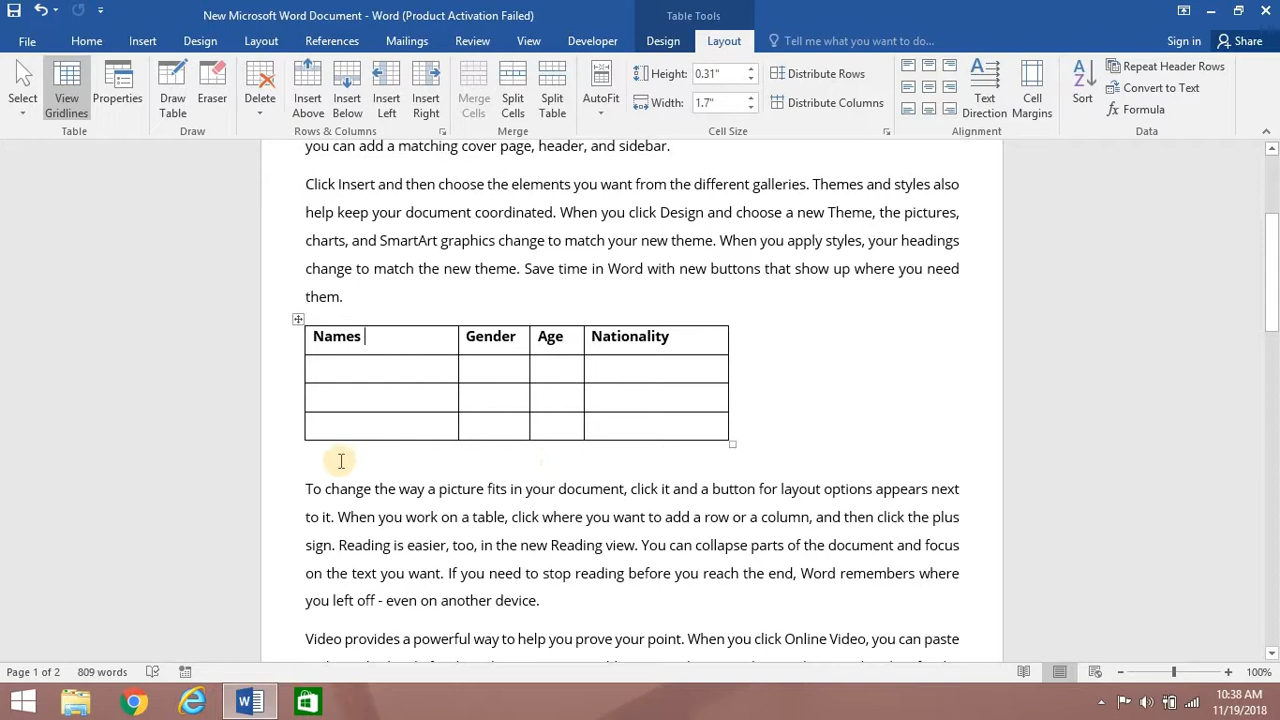 New Microsoft Word Document - Word (Product Activation Failed)
Table Tools
File Home Insert Design Layout References Mailings Review View Developer Design Layout Tell me what you want to do... Sign in Share
Select
View Gridlines
Properties
Table
Draw Table
Eraser
Draw
Delete
Insert Above
Insert Below
Insert Left
Insert Right
Rows & Columns
Merge Cells
Split Cells
Split Table
Merge
AutoFit
Height: 0.31"
Width: 1.7"
Distribute Rows
Distribute Columns
Cell Size
Text Direction
Cell Margins
Alignment
Sort
Repeat Header Rows
Convert to Text
Formula
Data
you can add a matching cover page, header, and sidebar.
Click Insert and then choose the elements you want from the different galleries. Themes and styles also
help keep your document coordinated. When you click Design and choose a new Theme, the pictures,
charts, and SmartArt graphics change to match your new theme. When you apply styles, your headings
change to match the new theme. Save time in Word with new buttons that show up where you need
them.
Names Gender Age Nationality
To change the way a picture fits in your document, click it and a button for layout options appears next
to it. When you work on a table, click where you want to add a row or a column, and then click the plus
sign. Reading is easier, too, in the new Reading view. You can collapse parts of the document and focus
on the text you want. If you need to stop reading before you reach the end, Word remembers where
you left off - even on another device.
Video provides a powerful way to help you prove your point. When you click Online Video, you can paste
Page 1 of 2 809 words 100%
10:38 AM
11/19/2018